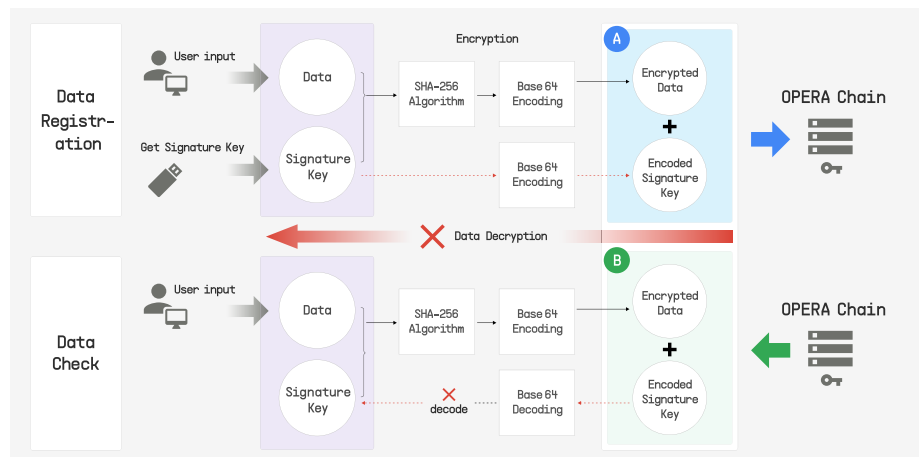 Data
Registr-
ation
User input
Get Signature Key
Data
Signature
Key
Encryption
SHA-256
Algorithm
Base 64
Encoding
Base 64
Encoding
A
Encrypted
Data
Encoded
Signature
Key
OPERA Chain
Data Decryption
Data
Check
User input
Data
Signature
Key
SHA-256
Algorithm
Base 64
Encoding
decode
Base 64
Decoding
B
Encrypted
Data
Encoded
Signature
Key
OPERA Chain